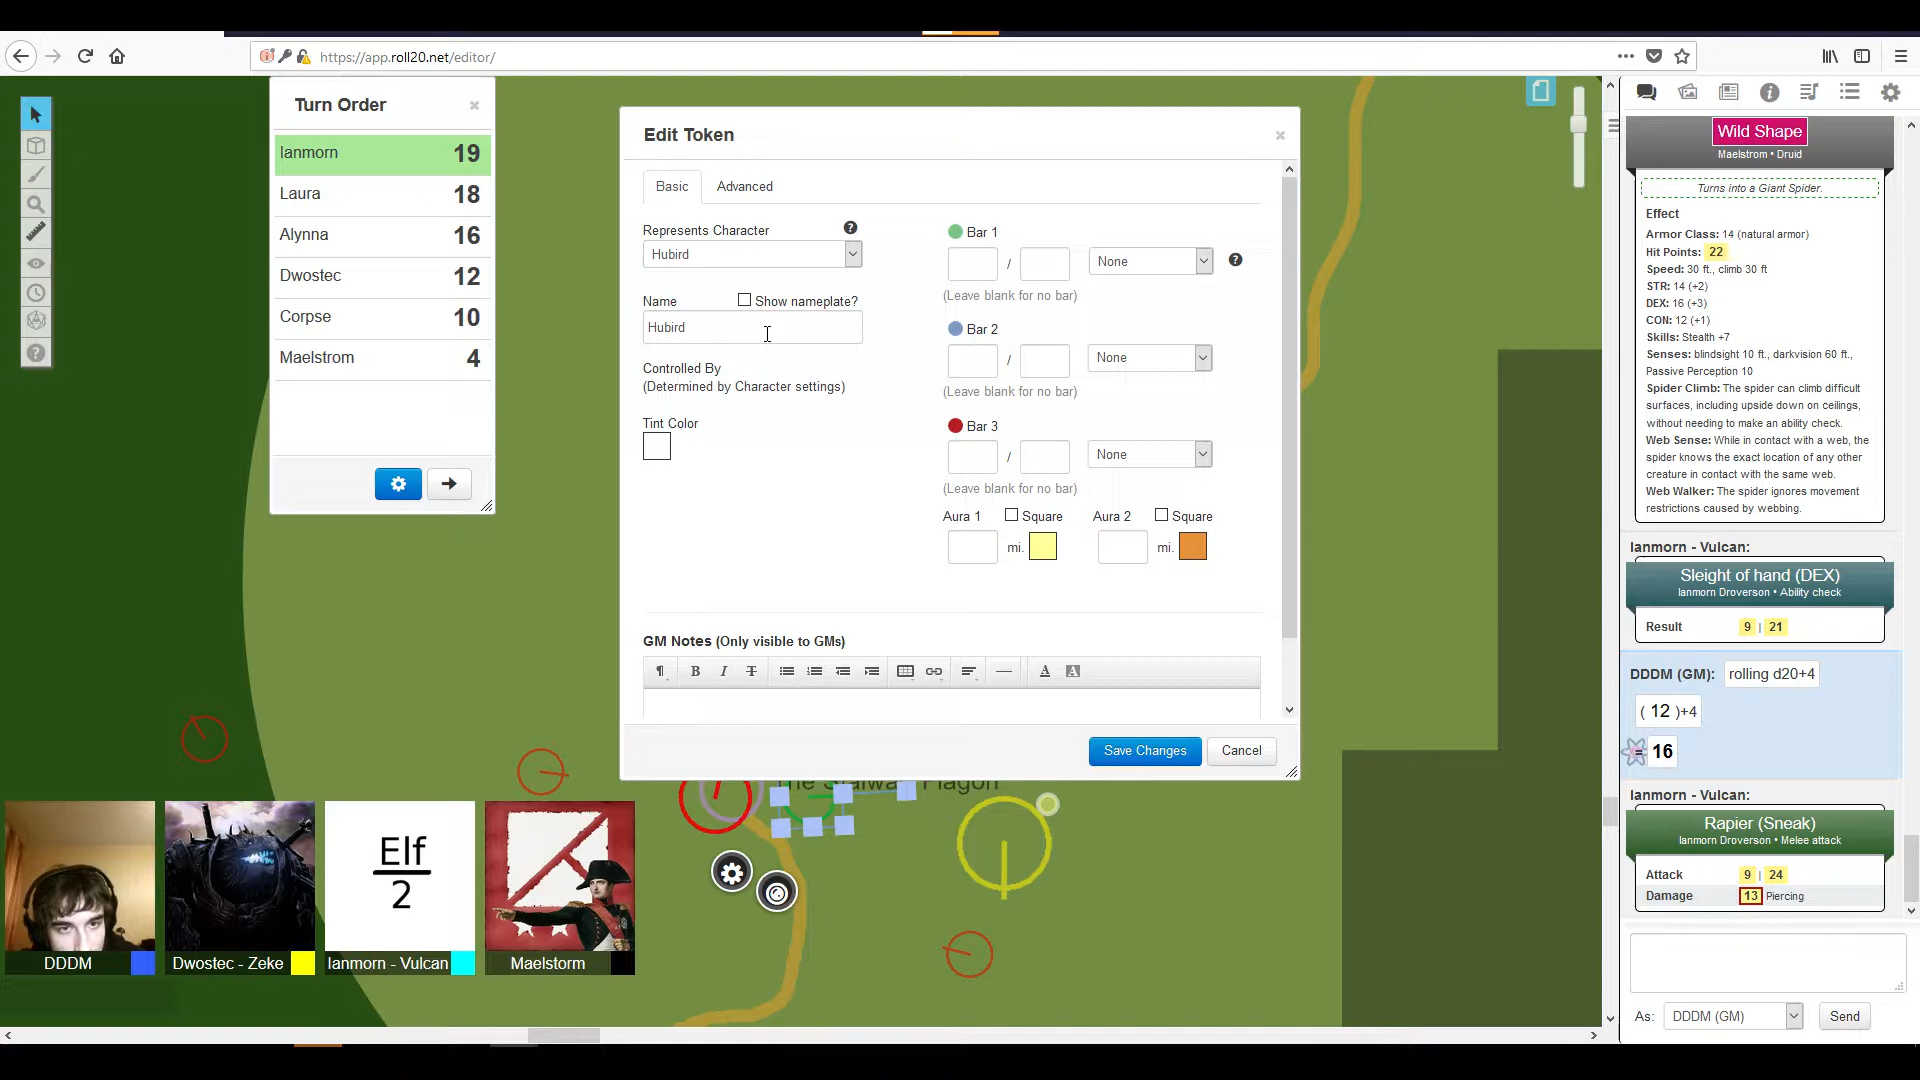 https://app.roll20.net/editor/
Turn Order
Ianmorn 19
Laura 18
Alynna 16
Dwostec 12
Corpse 10
Maelstrom 4
Edit Token
Basic Advanced
Represents Character
Hubird
Name Show nameplate?
Hubird
Controlled By
(Determined by Character settings)
Tint Color
Bar 1
/ None
(Leave blank for no bar)
Bar 2
/ None
(Leave blank for no bar)
Bar 3
/ None
(Leave blank for no bar)
Aura 1 Square Aura 2 Square
mi. mi.
GM Notes (Only visible to GMs)
Save Changes Cancel
The Stalwart Flagon
Elf
2
DDDM
Dwostec - Zeke
Ianmorn - Vulcan
Maelstorm
Wild Shape
Maelstrom • Druid
Turns into a Giant Spider.
Effect
Armor Class: 14 (natural armor)
Hit Points: 22
Speed: 30 ft., climb 30 ft
STR: 14 (+2)
DEX: 16 (+3)
CON: 12 (+1)
Skills: Stealth +7
Senses: blindsight 10 ft., darkvision 60 ft.,
Passive Perception 10
Spider Climb: The spider can climb difficult
surfaces, including upside down on ceilings,
without needing to make an ability check.
Web Sense: While in contact with a web, the
spider knows the exact location of any other
creature in contact with the same web.
Web Walker: The spider ignores movement
restrictions caused by webbing.
Ianmorn - Vulcan:
Sleight of hand (DEX)
Ianmorn Droverson • Ability check
Result 9 | 21
DDDM (GM): rolling d20+4
( 12 )+4
= 16
Ianmorn - Vulcan:
Rapier (Sneak)
Ianmorn Droverson • Melee attack
Attack 9 | 24
Damage 13 Piercing
As: DDDM (GM) Send